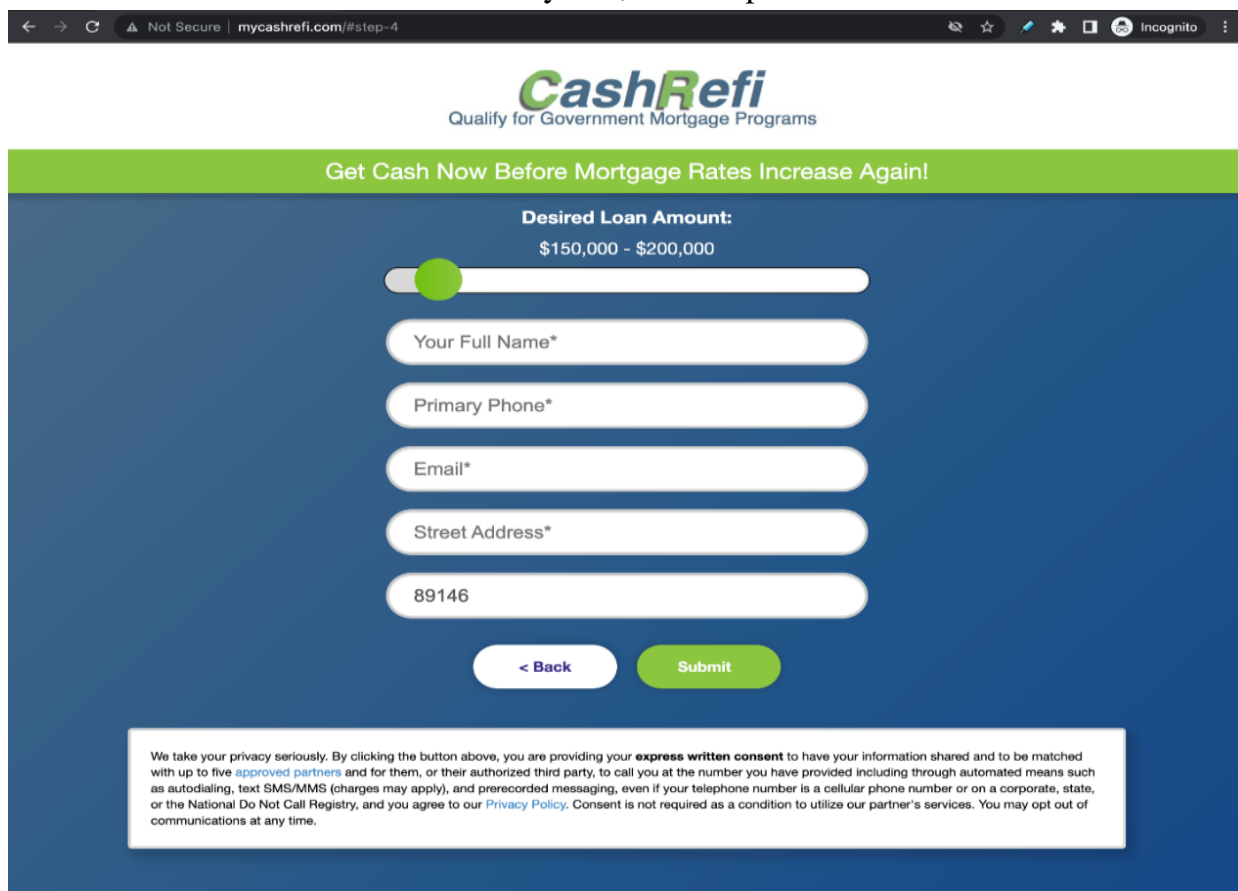 Not Secure | mycashrefi.com/#step-4 Incognito
CashRefi
Qualify for Government Mortgage Programs
Get Cash Now Before Mortgage Rates Increase Again!
Desired Loan Amount:
$150,000 - $200,000
Your Full Name*
Primary Phone*
Email*
Street Address*
89146
< Back Submit
We take your privacy seriously. By clicking the button above, you are providing your express written consent to have your information shared and to be matched
with up to five approved partners and for them, or their authorized third party, to call you at the number you have provided including through automated means such
as autodialing, text SMS/MMS (charges may apply), and prerecorded messaging, even if your telephone number is a cellular phone number or on a corporate, state,
or the National Do Not Call Registry, and you agree to our Privacy Policy. Consent is not required as a condition to utilize our partner's services. You may opt out of
communications at any time.